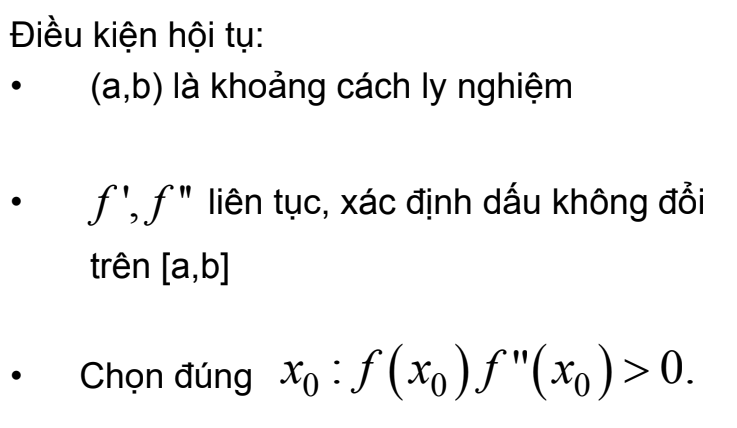 Điều kiện hội tụ:
• (a,b) là khoảng cách ly nghiệm
• f ', f " liên tục, xác định dấu không đổi
trên [a,b]
• Chọn đúng x₀ : f(x₀) f "(x₀) > 0.